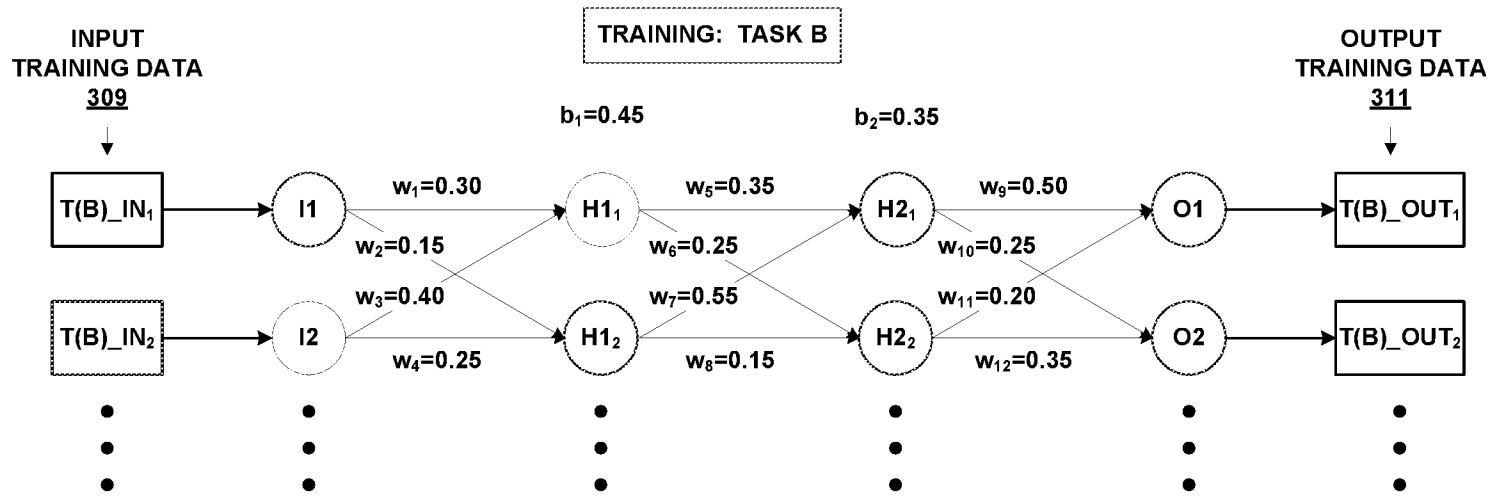 TRAINING: TASK B
INPUT
TRAINING DATA
309
OUTPUT
TRAINING DATA
311
b₁=0.45
b₂=0.35
T(B)_IN₁
I1
w₁=0.30
H1₁
w₅=0.35
H2₁
w₉=0.50
O1
T(B)_OUT₁
w₂=0.15
w₆=0.25
w₁₀=0.25
w₃=0.40
w₇=0.55
w₁₁=0.20
T(B)_IN₂
I2
w₄=0.25
H1₂
w₈=0.15
H2₂
w₁₂=0.35
O2
T(B)_OUT₂